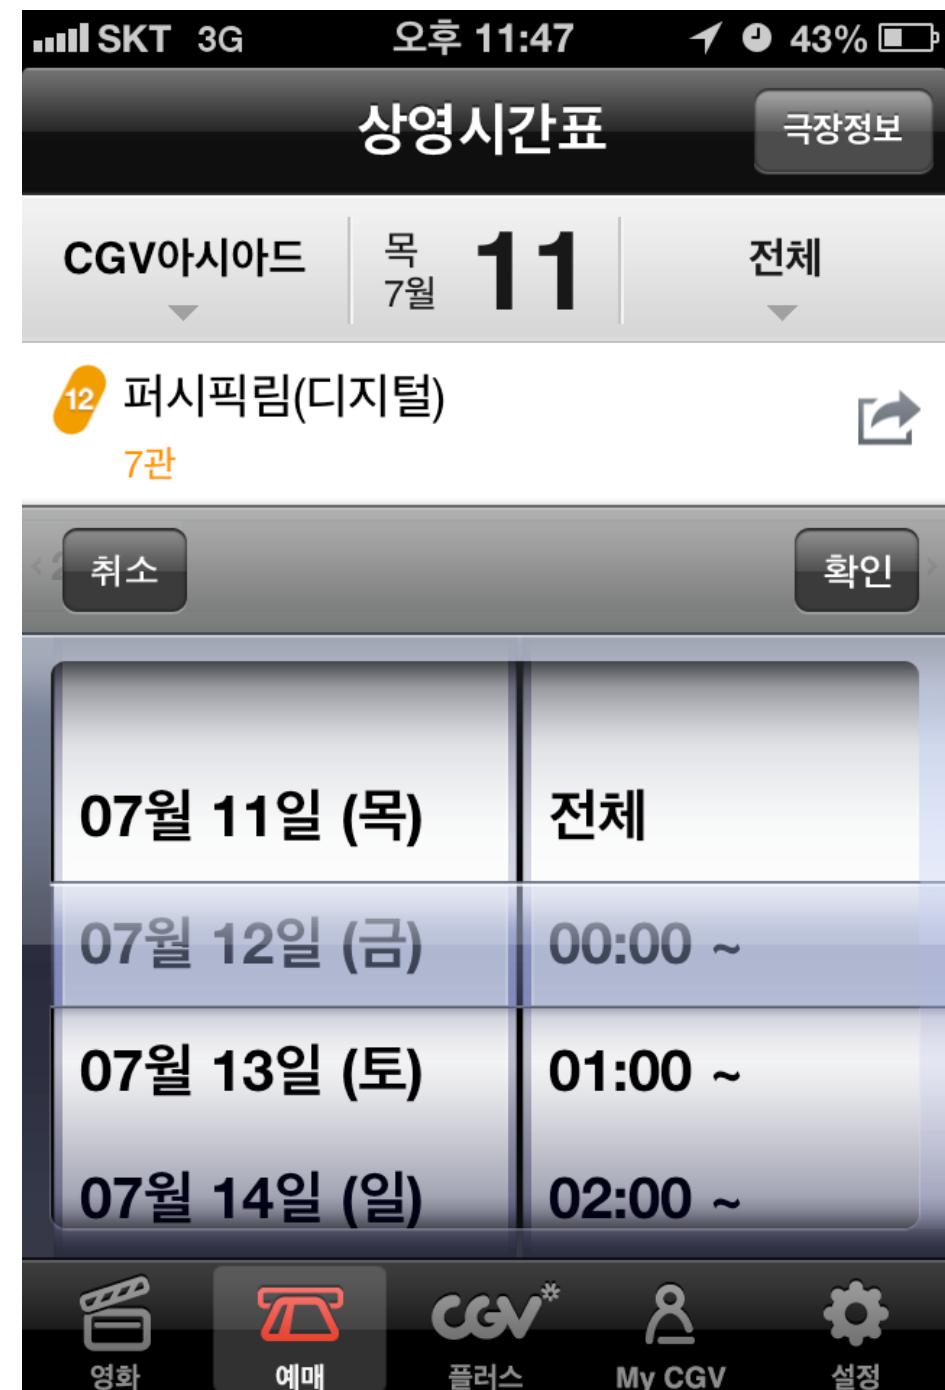 SKT 3G 오후 11:47 43%
상영시간표 극장정보
CGV아시아드 목 7월 11 전체
12 퍼시픽림(디지털)
7관
취소 확인
07월 11일 (목) 전체
07월 12일 (금) 00:00 ~
07월 13일 (토) 01:00 ~
07월 14일 (일) 02:00 ~
CGV*
영화 예매 플러스 My CGV 설정